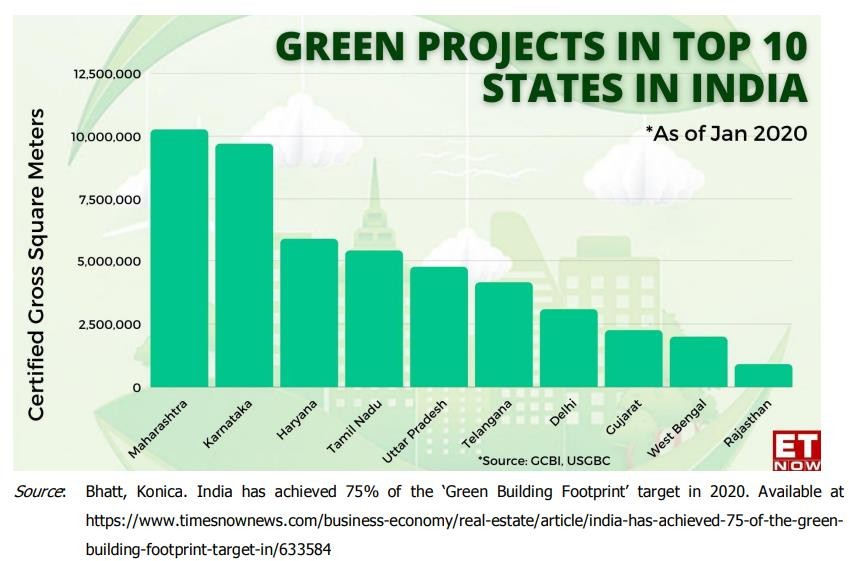 GREEN PROJECTS IN TOP 10
STATES IN INDIA
*As of Jan 2020
Certified Gross Square Meters
12,500,000
10,000,000
7,500,000
5,000,000
2,500,000
0
Maharashtra
Karnataka
Haryana
Tamil Nadu
Uttar Pradesh
Telangana
Delhi
Gujarat
West Bengal
Rajasthan
*Source: GCBI, USGBC
ET
NOW
Source: Bhatt, Konica. India has achieved 75% of the ‘Green Building Footprint’ target in 2020. Available at
https://www.timesnownews.com/business-economy/real-estate/article/india-has-achieved-75-of-the-green-
building-footprint-target-in/633584